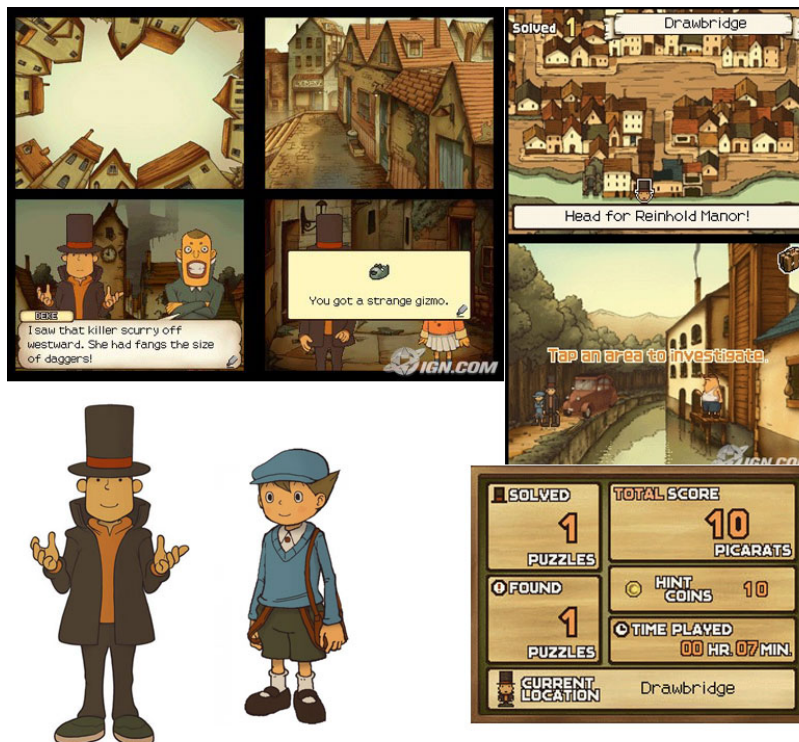 Solved 1
Drawbridge
Head for Reinhold Manor!
DEKE
I saw that killer scurry off
westward. She had fangs the size
of daggers!
You got a strange gizmo.
IGN.COM
Tap an area to investigate.
IGN.CO
SOLVED
1
PUZZLES
TOTAL SCORE
10
PICARATS
FOUND
1
PUZZLES
HINT
COINS 10
TIME PLAYED
00 HR. 07 MIN.
CURRENT
LOCATION
Drawbridge